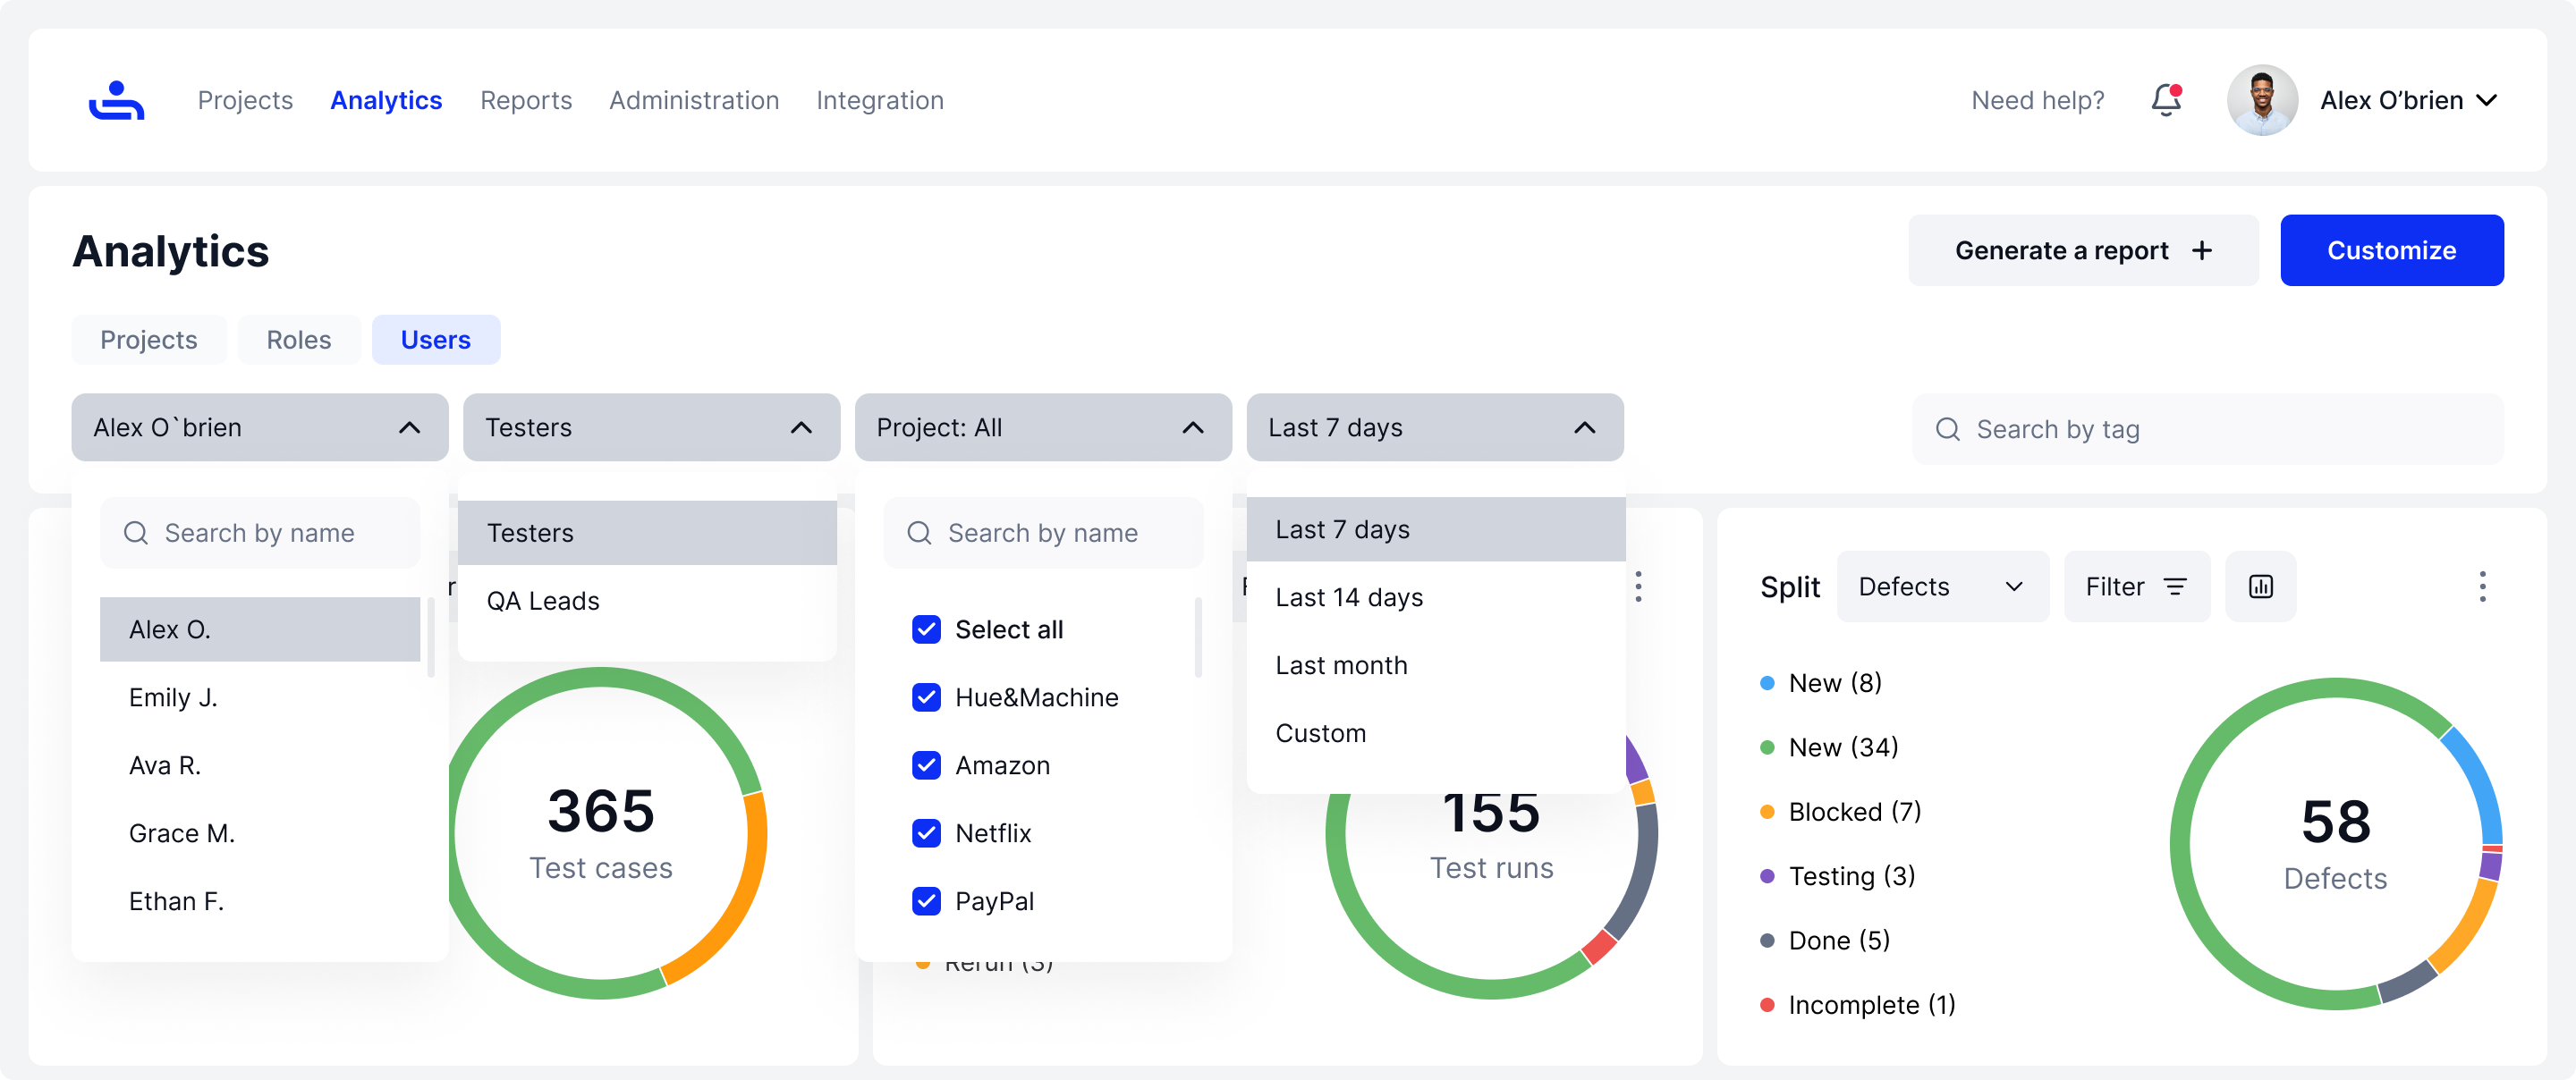 Projects Analytics Reports Administration Integration Need help? Alex O’brien
Analytics Generate a report + Customize
Projects Roles Users
Alex O`brien Testers Project: All Last 7 days Search by tag
Search by name
Alex O.
Emily J.
Ava R.
Grace M.
Ethan F.
Testers
QA Leads
365
Test cases
Search by name
Select all
Hue&Machine
Amazon
Netflix
PayPal
Rerun (3)
Last 7 days
Last 14 days
Last month
Custom
155
Test runs
Split Defects Filter
New (8)
New (34)
Blocked (7)
Testing (3)
Done (5)
Incomplete (1)
58
Defects